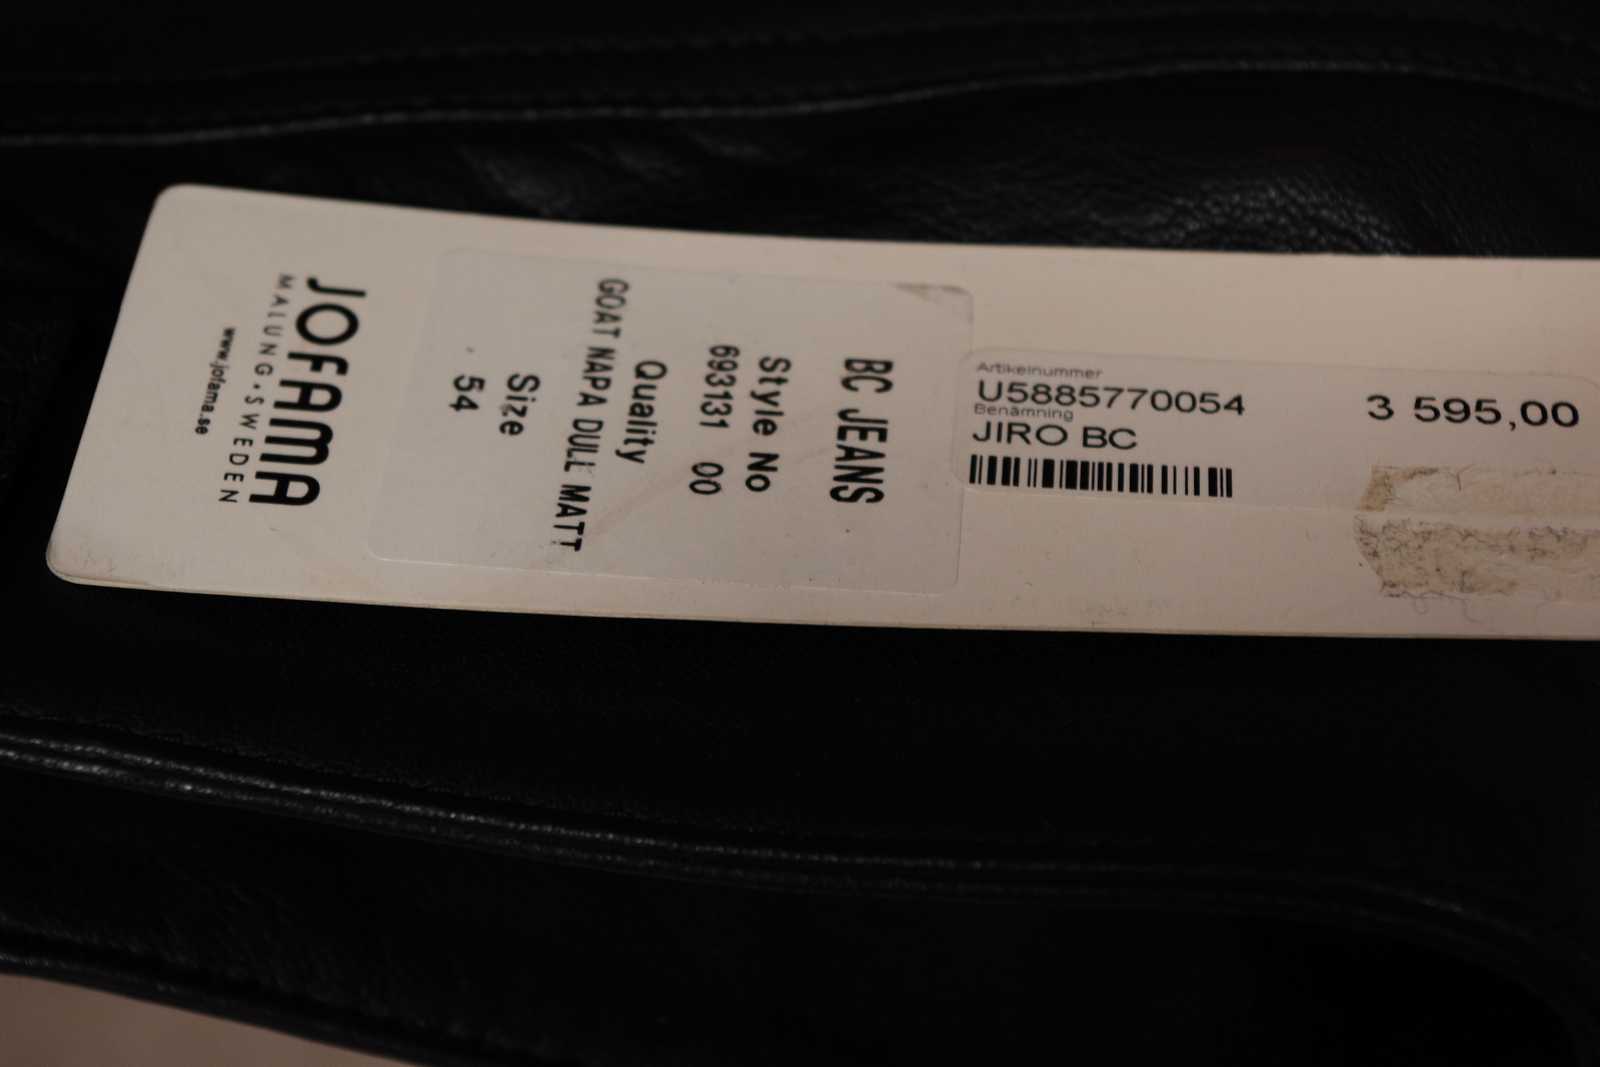 JOFAMA
MALUNG • SWEDEN
www.jofama.se
BC JEANS
Style No
693131 00
Quality
GOAT NAPA DULL MATT
Size
54
Artikelnummer
U5885770054
Benämning
JIRO BC
3 595,00